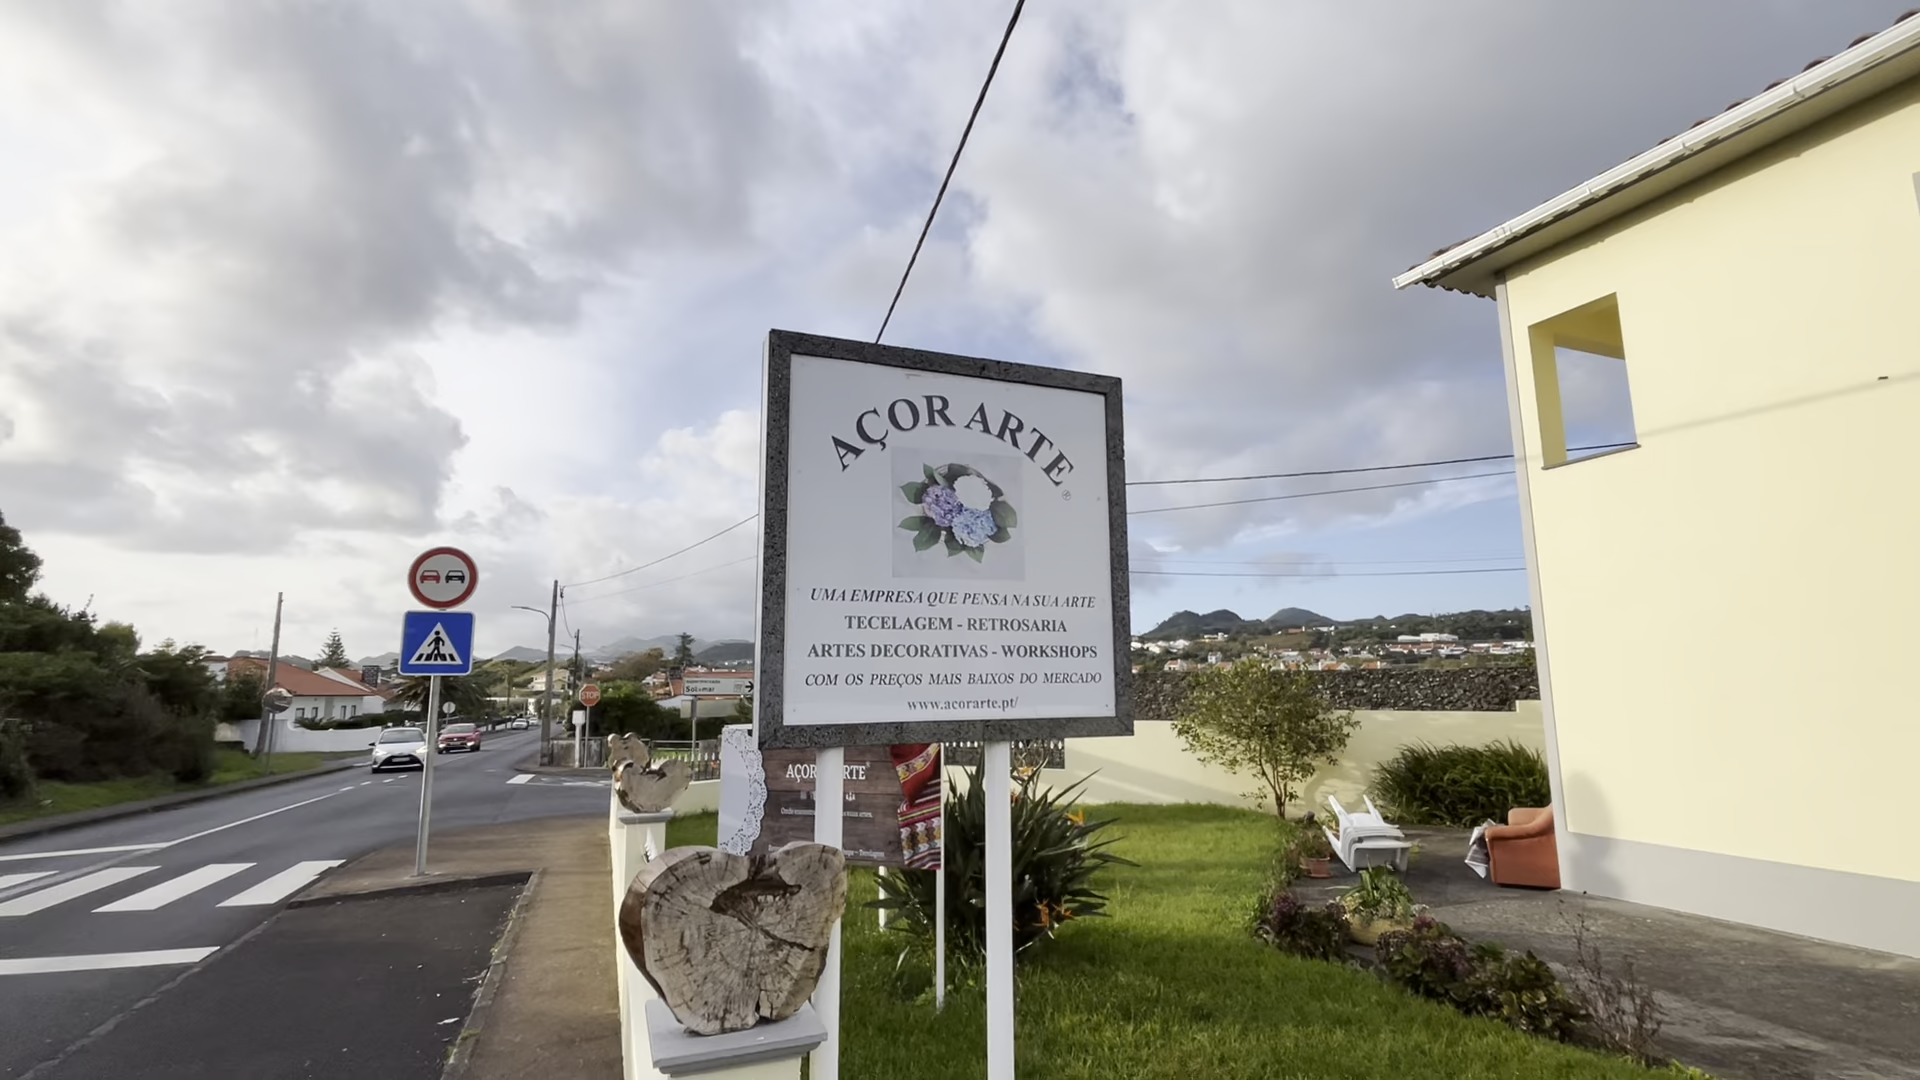 AÇOR ARTE
®
UMA EMPRESA QUE PENSA NA SUA ARTE
TECELAGEM - RETROSARIA
ARTES DECORATIVAS - WORKSHOPS
COM OS PREÇOS MAIS BAIXOS DO MERCADO
www.acorarte.pt/
STOP
Solmar
AÇOR ARTE